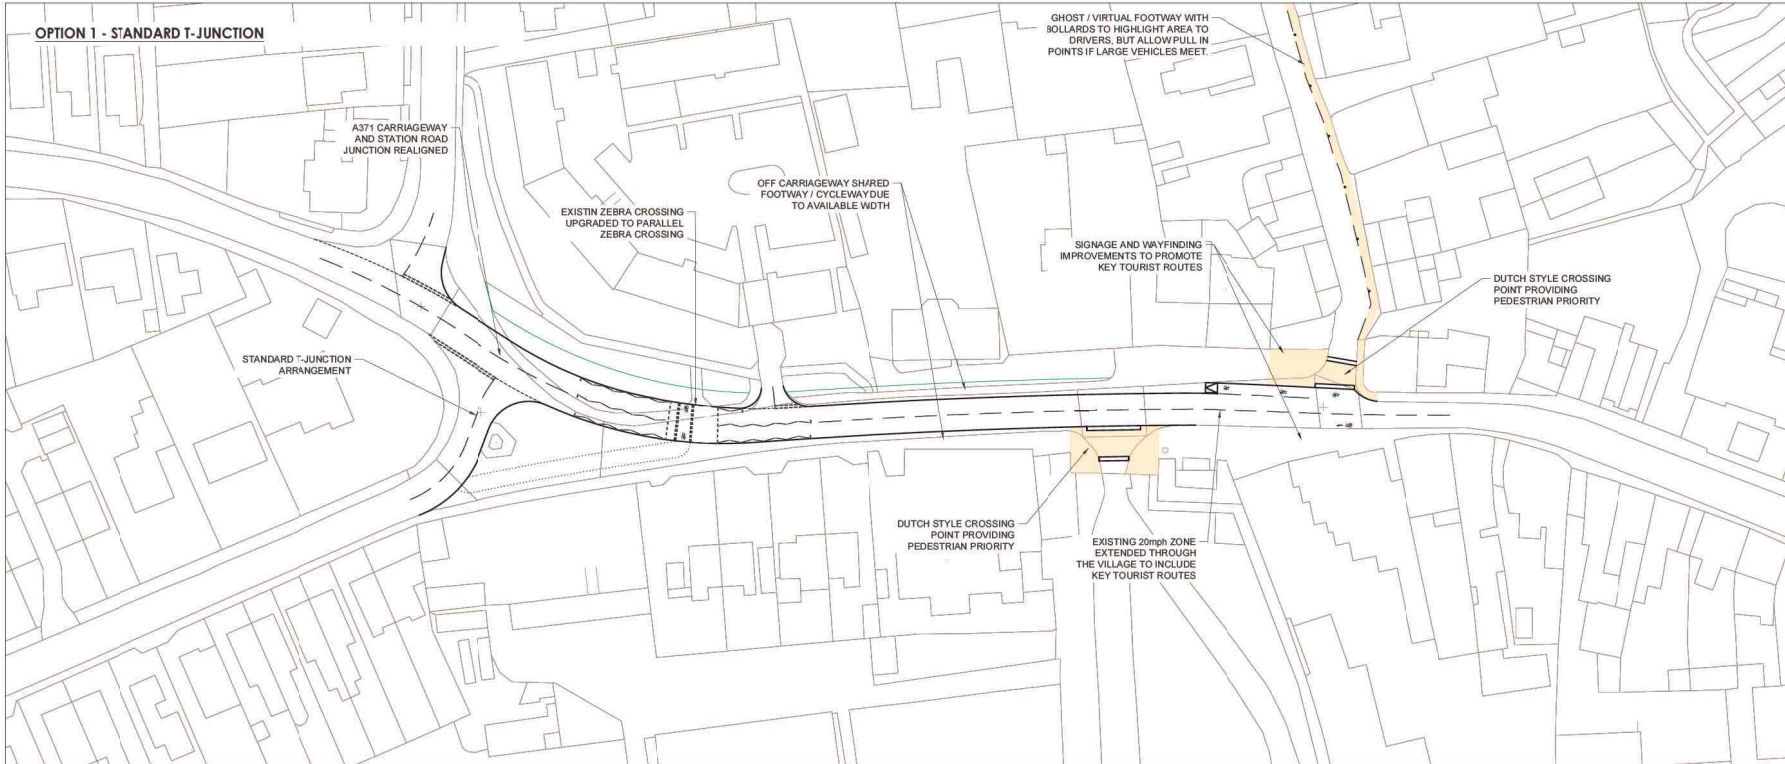 OPTION 1 - STANDARD T-JUNCTION
GHOST / VIRTUAL FOOTWAY WITH
BOLLARDS TO HIGHLIGHT AREA TO
DRIVERS, BUT ALLOW PULL IN
POINTS IF LARGE VEHICLES MEET.
A371 CARRIAGEWAY
AND STATION ROAD
JUNCTION REALIGNED
OFF CARRIAGEWAY SHARED
FOOTWAY / CYCLEWAY DUE
TO AVAILABLE WIDTH
EXISTIN ZEBRA CROSSING
UPGRADED TO PARALLEL
ZEBRA CROSSING
SIGNAGE AND WAYFINDING
IMPROVEMENTS TO PROMOTE
KEY TOURIST ROUTES
DUTCH STYLE CROSSING
POINT PROVIDING
PEDESTRIAN PRIORITY
STANDARD T-JUNCTION
ARRANGEMENT
DUTCH STYLE CROSSING
POINT PROVIDING
PEDESTRIAN PRIORITY
EXISTING 20mph ZONE
EXTENDED THROUGH
THE VILLAGE TO INCLUDE
KEY TOURIST ROUTES